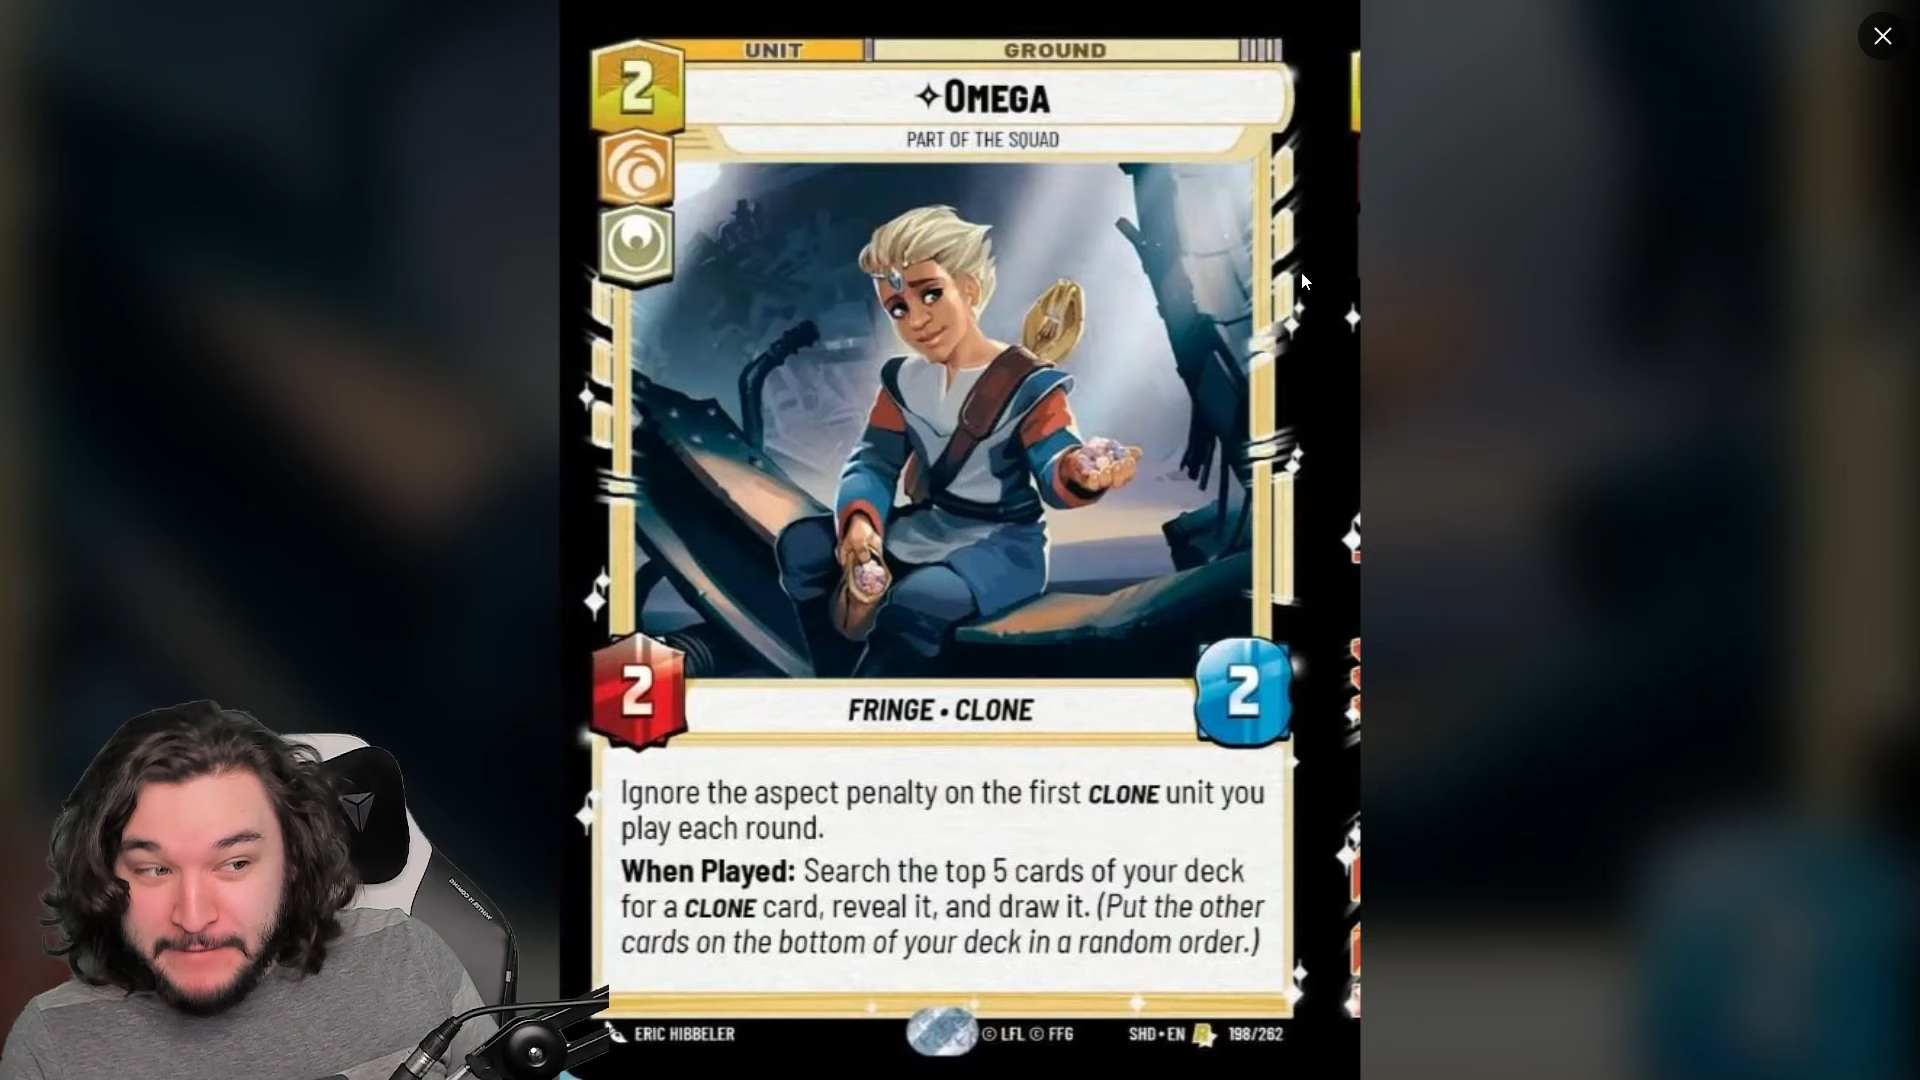 UNIT
GROUND
2
OMEGA
PART OF THE SQUAD
2
2
FRINGE • CLONE
Ignore the aspect penalty on the first CLONE unit you
play each round.
When Played: Search the top 5 cards of your deck
for a CLONE card, reveal it, and draw it. (Put the other
cards on the bottom of your deck in a random order.)
ERIC HIBBELER
© LFL © FFG
SHD • EN
198/262